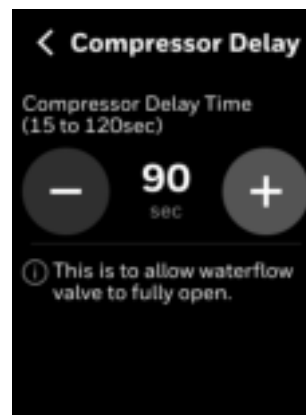 Compressor Delay
Compressor Delay Time
(15 to 120sec)
90
sec
This is to allow waterflow
valve to fully open.